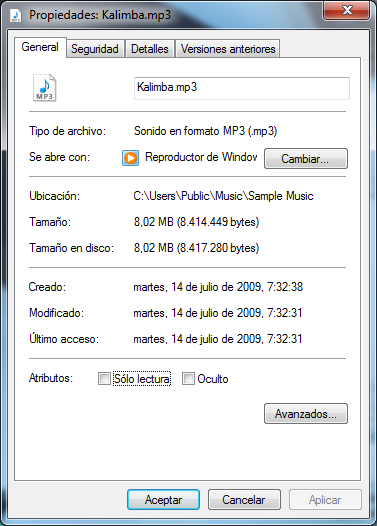 Propiedades: Kalimba.mp3
General Seguridad Detalles Versiones anteriores
MP3 Kalimba.mp3
Tipo de archivo: Sonido en formato MP3 (.mp3)
Se abre con: Reproductor de Window Cambiar...
Ubicación: C:\Users\Public\Music\Sample Music
Tamaño: 8,02 MB (8.414.449 bytes)
Tamaño en disco: 8,02 MB (8.417.280 bytes)
Creado: martes, 14 de julio de 2009, 7:32:38
Modificado: martes, 14 de julio de 2009, 7:32:31
Último acceso: martes, 14 de julio de 2009, 7:32:31
Atributos: Sólo lectura Oculto
Avanzados...
Aceptar Cancelar Aplicar